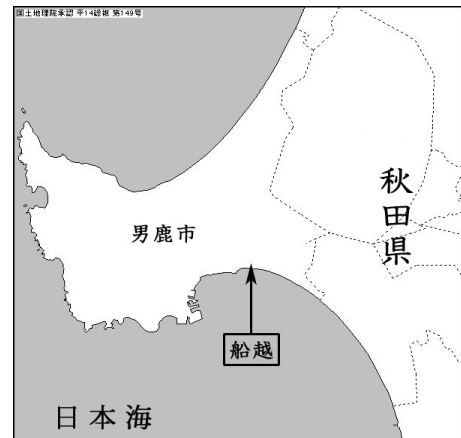 国土地理院承認 平14総複 第149号
秋田県
男鹿市
船越
日本海